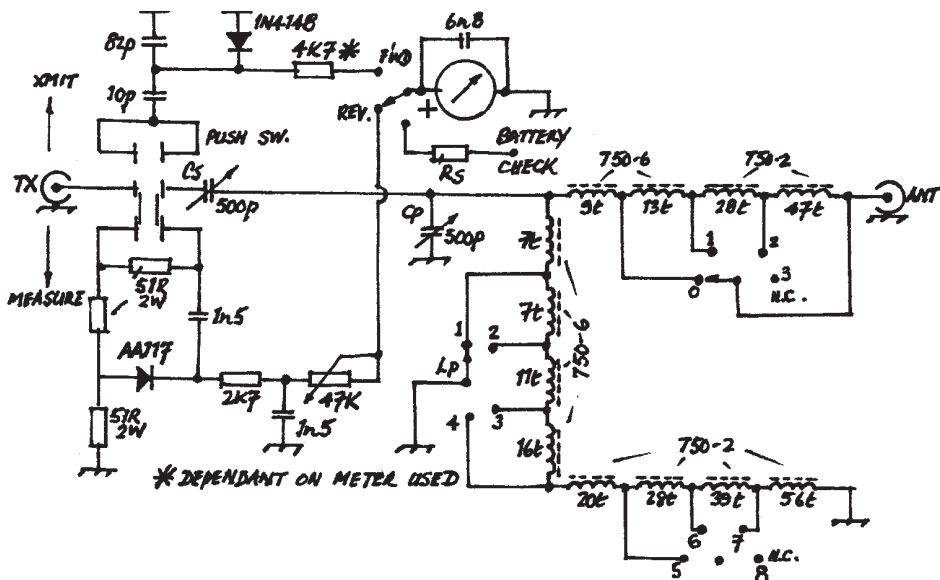 1N4148
82p
4K7 *
FWD
6n8
XMIT
10p
REV.
+
PUSH SW.
BATTERY
CHECK
RS
TX
CS
500p
750-6
750-2
9t
13t
28t
47t
ANT
CP
500p
7t
1
2
0
3
N.C.
MEASURE
51R
2W
1n5
7t
750-6
1
2
LP
11t
AA117
2K7
47K
4
3
51R
2W
1n5
16t
* DEPENDANT ON METER USED
750-2
20t
28t
39t
56t
6
7
5
8
N.C.